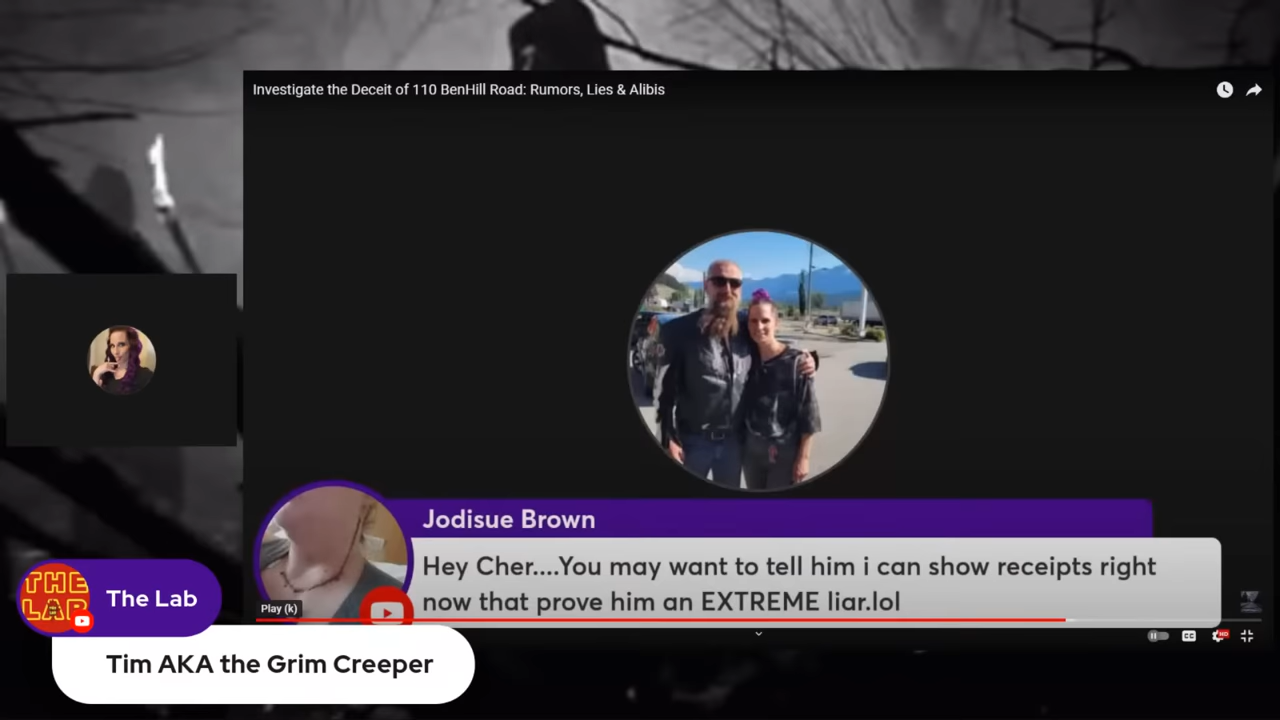 Investigate the Deceit of 110 BenHill Road: Rumors, Lies & Alibis
Jodisue Brown
Hey Cher....You may want to tell him i can show receipts right
now that prove him an EXTREME liar.lol
Play (k)
CC
HD
THE
LAB
The Lab
Tim AKA the Grim Creeper